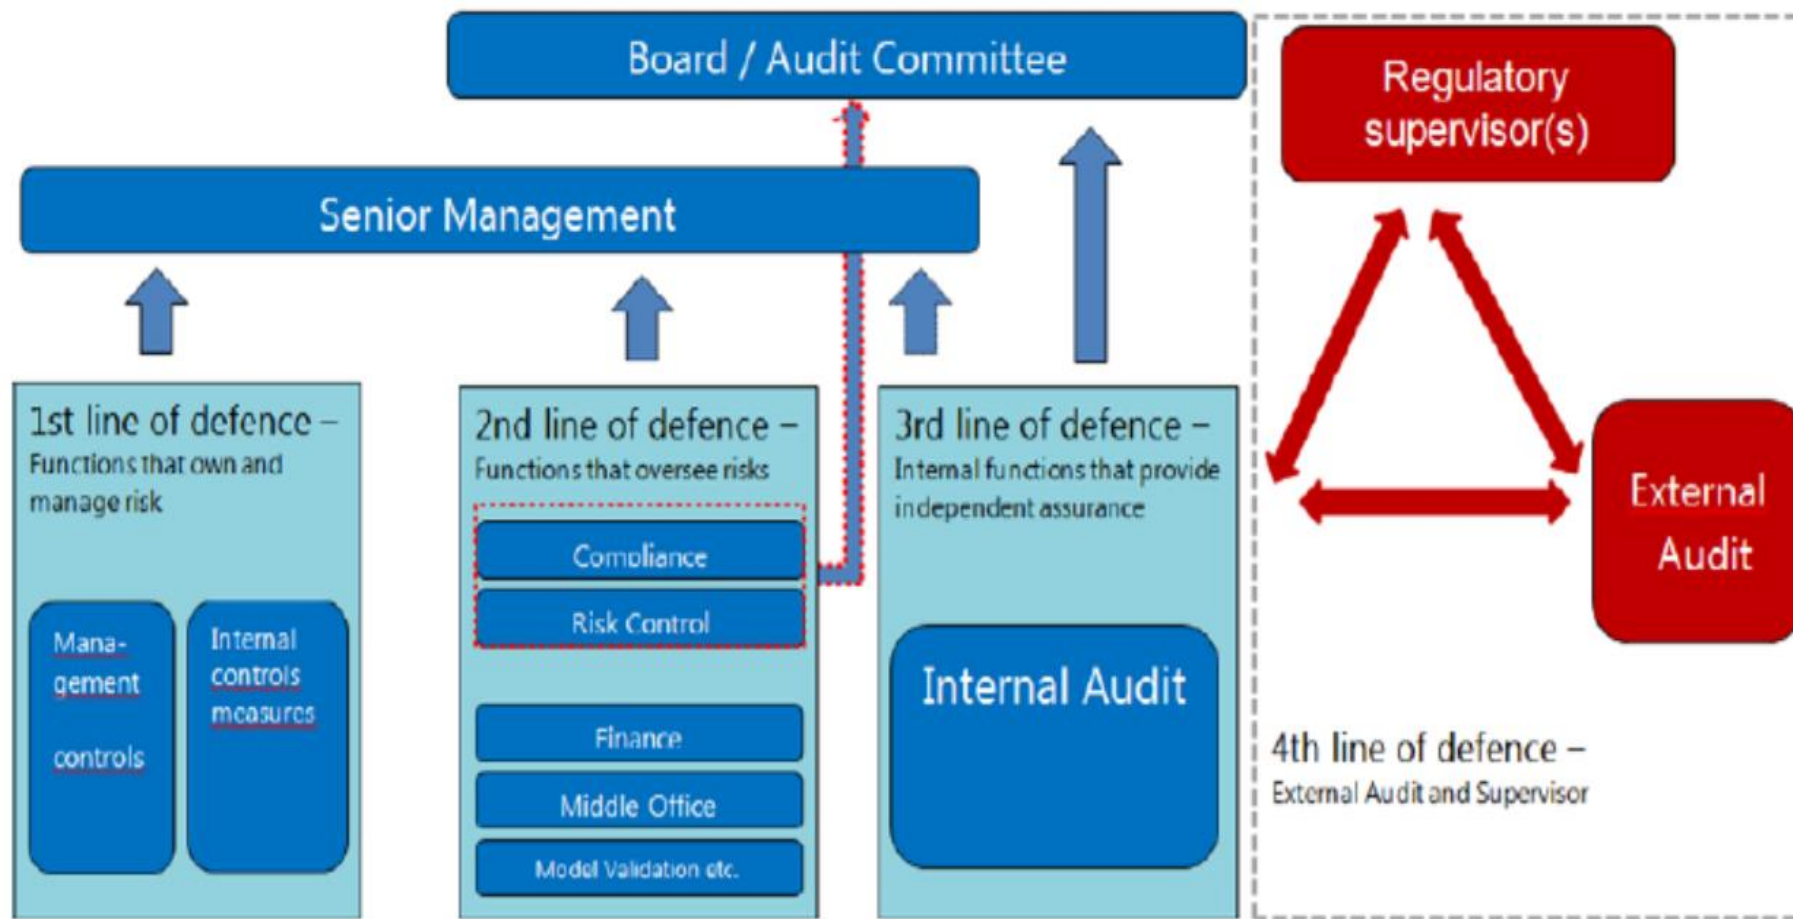 Board / Audit Committee
Regulatory
supervisor(s)
Senior Management
1st line of defence –
Functions that own and
manage risk
Mana-
gement
controls
Internal
controls
measures
2nd line of defence –
Functions that oversee risks
Compliance
Risk Control
Finance
Middle Office
Model Validation etc.
3rd line of defence –
Internal functions that provide
independent assurance
Internal Audit
External
Audit
4th line of defence –
External Audit and Supervisor